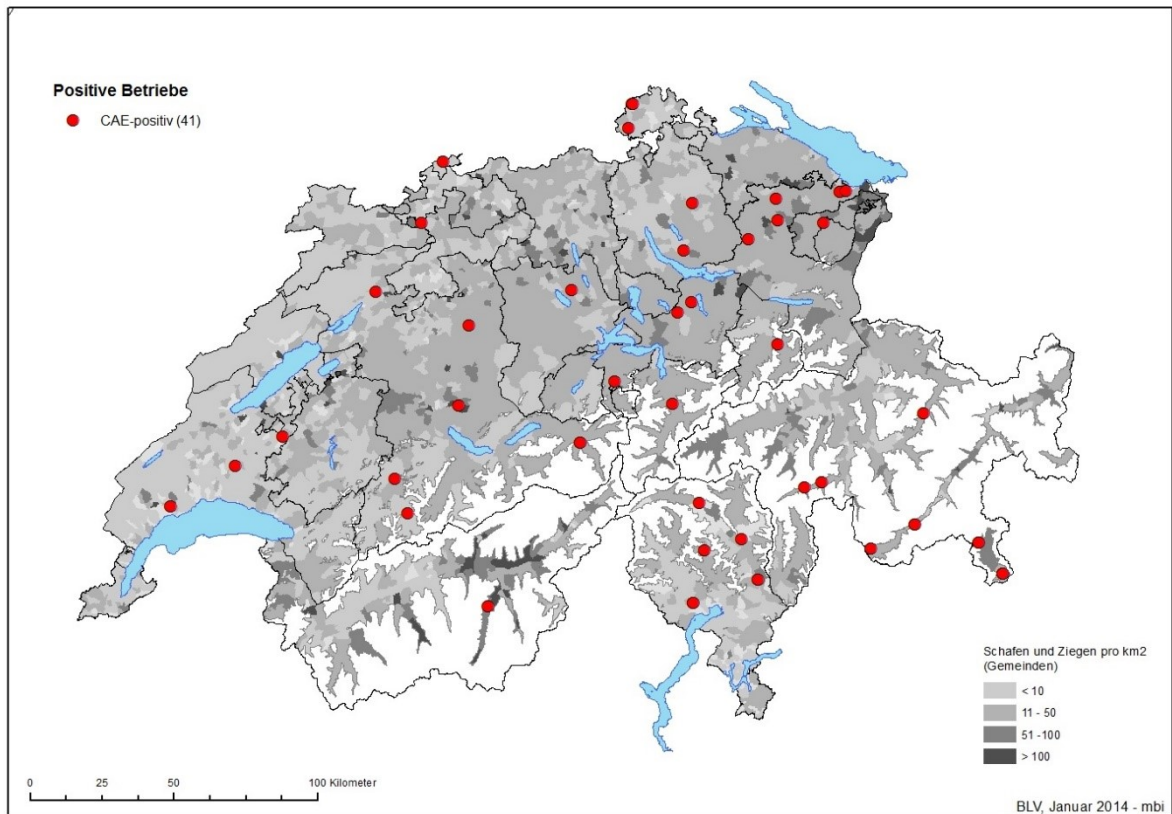 Positive Betriebe
CAE-positiv (41)
Schafen und Ziegen pro km2
(Gemeinden)
< 10
11 - 50
51 -100
> 100
0 25 50 100 Kilometer
BLV, Januar 2014 - mbi